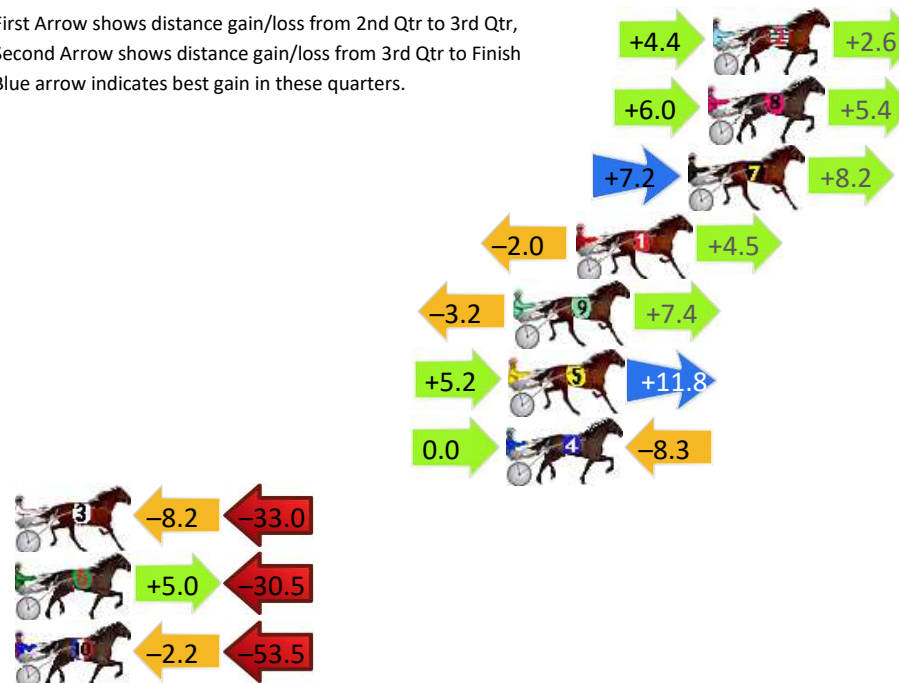 First Arrow shows distance gain/loss from 2nd Qtr to 3rd Qtr,
Second Arrow shows distance gain/loss from 3rd Qtr to Finish
Blue arrow indicates best gain in these quarters.
+4.4 2 +2.6
+6.0 8 +5.4
+7.2 7 +8.2
–2.0 1 +4.5
–3.2 9 +7.4
+5.2 5 +11.8
0.0 4 –8.3
3 –8.2 –33.0
6 +5.0 –30.5
10 –2.2 –53.5